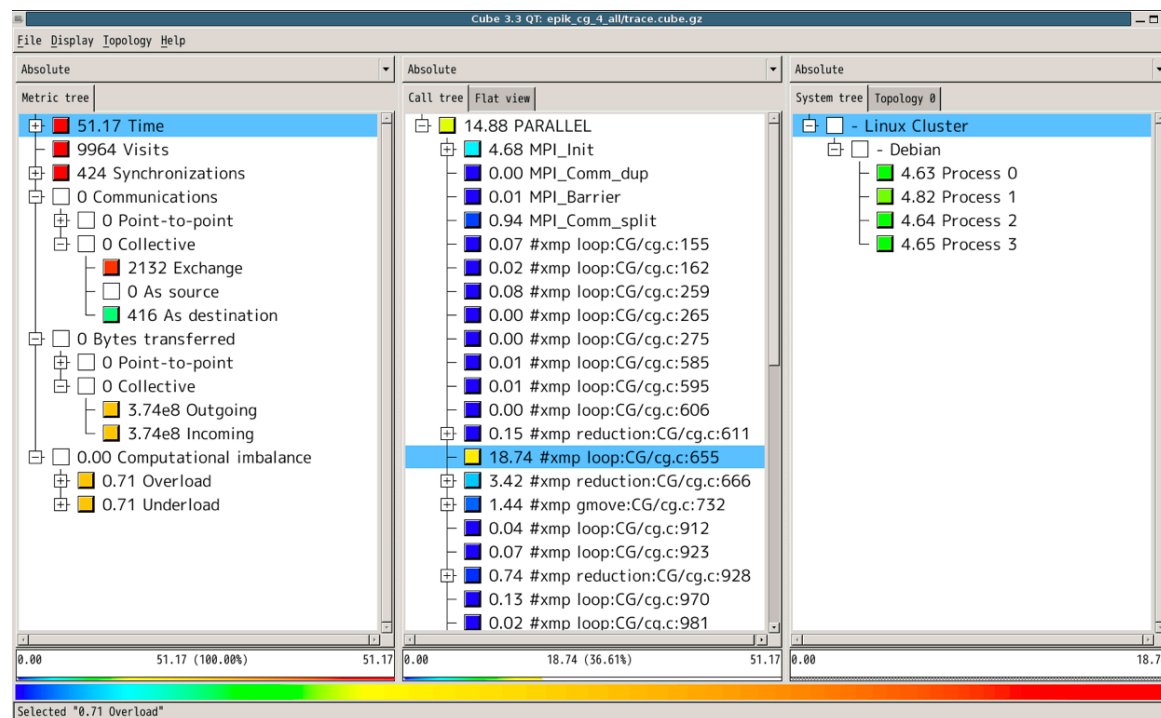 Cube 3.3 QT: epik_cg_4_all/trace.cube.gz
File Display Topology Help
Absolute
Metric tree
51.17 Time
9964 Visits
424 Synchronizations
0 Communications
0 Point-to-point
0 Collective
2132 Exchange
0 As source
416 As destination
0 Bytes transferred
0 Point-to-point
0 Collective
3.74e8 Outgoing
3.74e8 Incoming
0.00 Computational imbalance
0.71 Overload
0.71 Underload
0.00 51.17 (100.00%) 51.17
Absolute
Call tree Flat view
14.88 PARALLEL
4.68 MPI_Init
0.00 MPI_Comm_dup
0.01 MPI_Barrier
0.94 MPI_Comm_split
0.07 #xmp loop:CG/cg.c:155
0.02 #xmp loop:CG/cg.c:162
0.08 #xmp loop:CG/cg.c:259
0.00 #xmp loop:CG/cg.c:265
0.00 #xmp loop:CG/cg.c:275
0.01 #xmp loop:CG/cg.c:585
0.01 #xmp loop:CG/cg.c:595
0.00 #xmp loop:CG/cg.c:606
0.15 #xmp reduction:CG/cg.c:611
18.74 #xmp loop:CG/cg.c:655
3.42 #xmp reduction:CG/cg.c:666
1.44 #xmp gmove:CG/cg.c:732
0.04 #xmp loop:CG/cg.c:912
0.07 #xmp loop:CG/cg.c:923
0.74 #xmp reduction:CG/cg.c:928
0.13 #xmp loop:CG/cg.c:970
0.02 #xmp loop:CG/cg.c:981
0.00 18.74 (36.61%) 51.17
Absolute
System tree Topology 0
- Linux Cluster
- Debian
4.63 Process 0
4.82 Process 1
4.64 Process 2
4.65 Process 3
0.00 18.7
Selected "0.71 Overload"